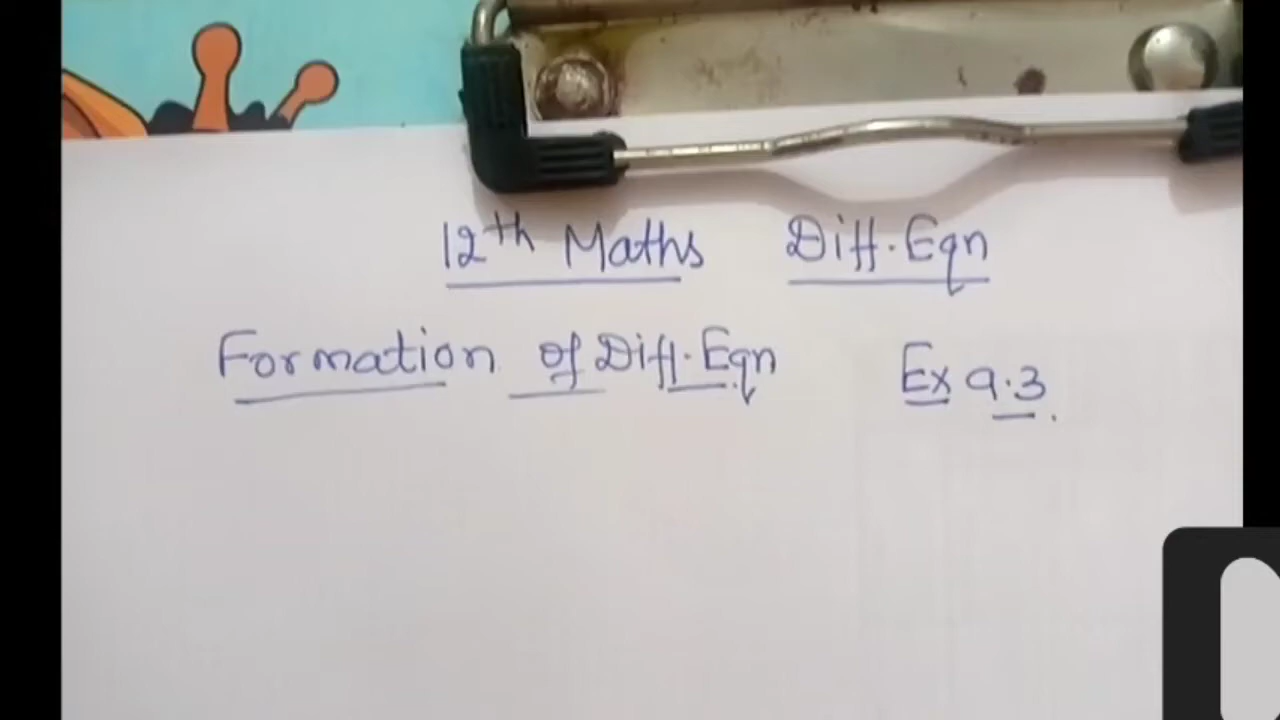 12th Maths Diff. Eqn
Formation of Diff. Eqn Ex 9.3.